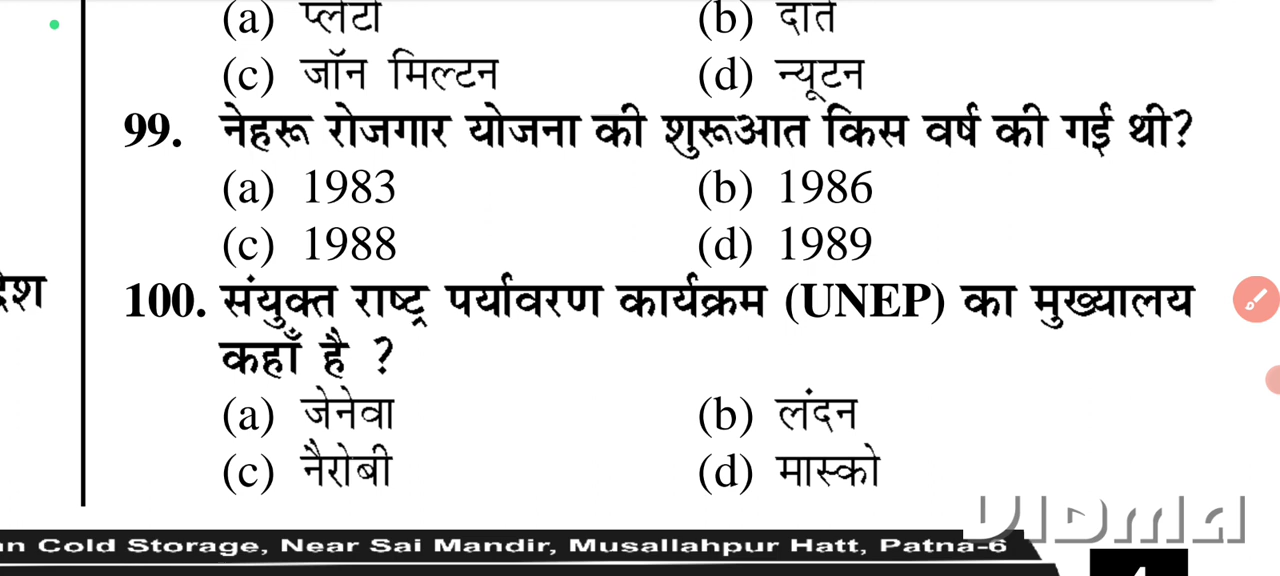 (a) प्लेटो (b) दांते
(c) जॉन मिल्टन (d) न्यूटन
99. नेहरू रोजगार योजना की शुरूआत किस वर्ष की गई थी?
(a) 1983 (b) 1986
(c) 1988 (d) 1989
100. संयुक्त राष्ट्र पर्यावरण कार्यक्रम (UNEP) का मुख्यालय
कहाँ है ?
(a) जेनेवा (b) लंदन
(c) नैरोबी (d) मास्को
Cold Storage, Near Sai Mandir, Musallahpur Hatt, Patna-6
VIDMA